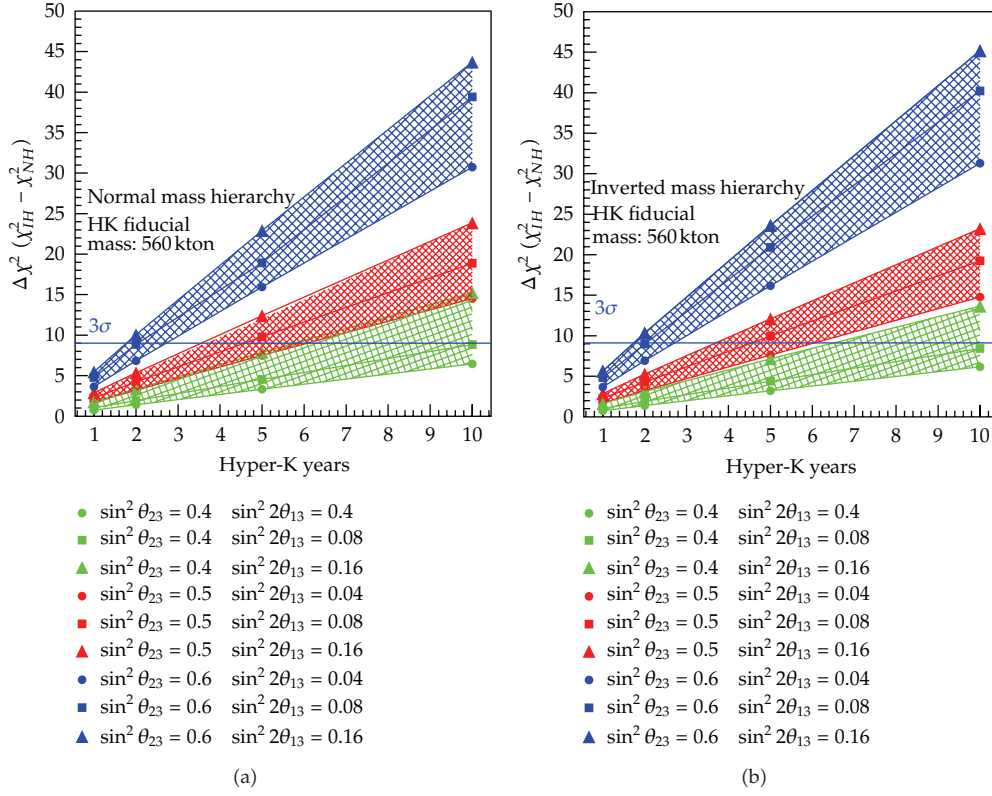 50
45
40
35
30
25
20
15
10
5
0
Δχ² (χ²_IH − χ²_NH)
Normal mass hierarchy
HK fiducial
mass: 560 kton
3σ
1 2 3 4 5 6 7 8 9 10
Hyper-K years
sin² θ₂₃ = 0.4 sin² 2θ₁₃ = 0.4
sin² θ₂₃ = 0.4 sin² 2θ₁₃ = 0.08
sin² θ₂₃ = 0.4 sin² 2θ₁₃ = 0.16
sin² θ₂₃ = 0.5 sin² 2θ₁₃ = 0.04
sin² θ₂₃ = 0.5 sin² 2θ₁₃ = 0.08
sin² θ₂₃ = 0.5 sin² 2θ₁₃ = 0.16
sin² θ₂₃ = 0.6 sin² 2θ₁₃ = 0.04
sin² θ₂₃ = 0.6 sin² 2θ₁₃ = 0.08
sin² θ₂₃ = 0.6 sin² 2θ₁₃ = 0.16
(a)
50
45
40
35
30
25
20
15
10
5
0
Δχ² (χ²_IH − χ²_NH)
Inverted mass hierarchy
HK fiducial
mass: 560 kton
3σ
1 2 3 4 5 6 7 8 9 10
Hyper-K years
sin² θ₂₃ = 0.4 sin² 2θ₁₃ = 0.4
sin² θ₂₃ = 0.4 sin² 2θ₁₃ = 0.08
sin² θ₂₃ = 0.4 sin² 2θ₁₃ = 0.16
sin² θ₂₃ = 0.5 sin² 2θ₁₃ = 0.04
sin² θ₂₃ = 0.5 sin² 2θ₁₃ = 0.08
sin² θ₂₃ = 0.5 sin² 2θ₁₃ = 0.16
sin² θ₂₃ = 0.6 sin² 2θ₁₃ = 0.04
sin² θ₂₃ = 0.6 sin² 2θ₁₃ = 0.08
sin² θ₂₃ = 0.6 sin² 2θ₁₃ = 0.16
(b)